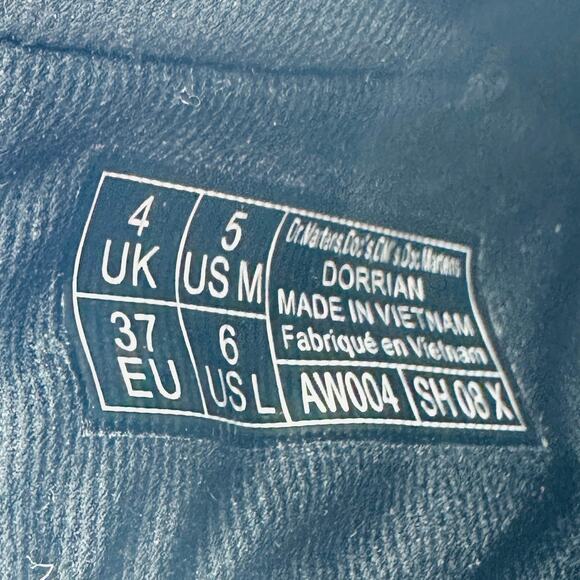 4
UK
5
US M
37
EU
6
US L
Dr.Martens,Doc's,DM's,Doc Martens
DORRIAN
MADE IN VIETNAM
Fabriqué en Vietnam
AW004
SH 08 X